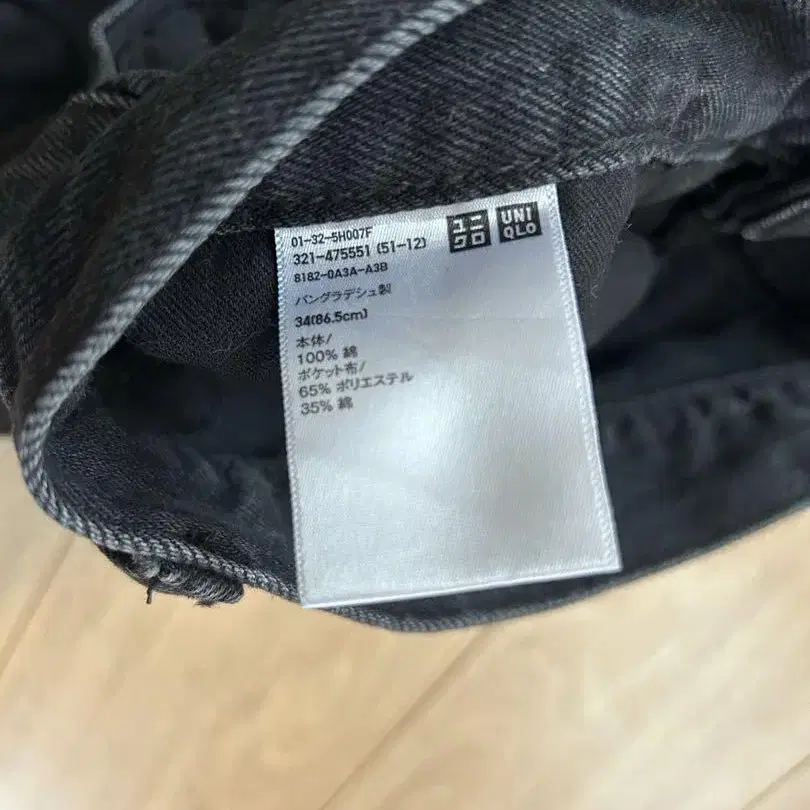 01-32-5H007F
321-475551 (51-12)
8182-0A3A-A3B
バングラデシュ製
34(86.5cm)
本体/
100% 綿
ポケット布/
65% ポリエステル
35% 綿
ユニ
クロ
UNI
QLO